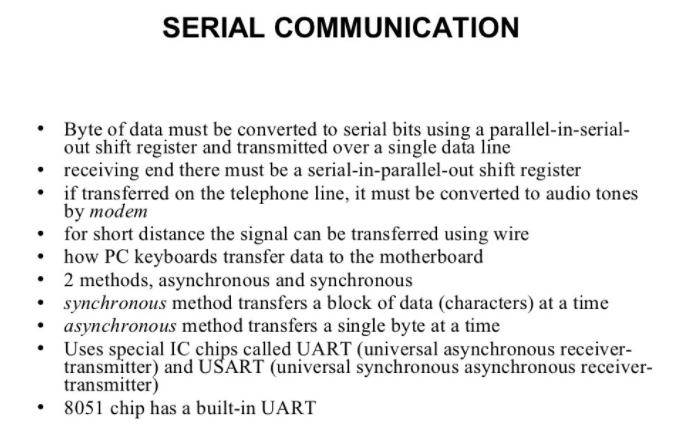 SERIAL COMMUNICATION
• Byte of data must be converted to serial bits using a parallel-in-serial-
out shift register and transmitted over a single data line
• receiving end there must be a serial-in-parallel-out shift register
• if transferred on the telephone line, it must be converted to audio tones
by modem
• for short distance the signal can be transferred using wire
• how PC keyboards transfer data to the motherboard
• 2 methods, asynchronous and synchronous
• synchronous method transfers a block of data (characters) at a time
• asynchronous method transfers a single byte at a time
• Uses special IC chips called UART (universal asynchronous receiver-
transmitter) and USART (universal synchronous asynchronous receiver-
transmitter)
• 8051 chip has a built-in UART